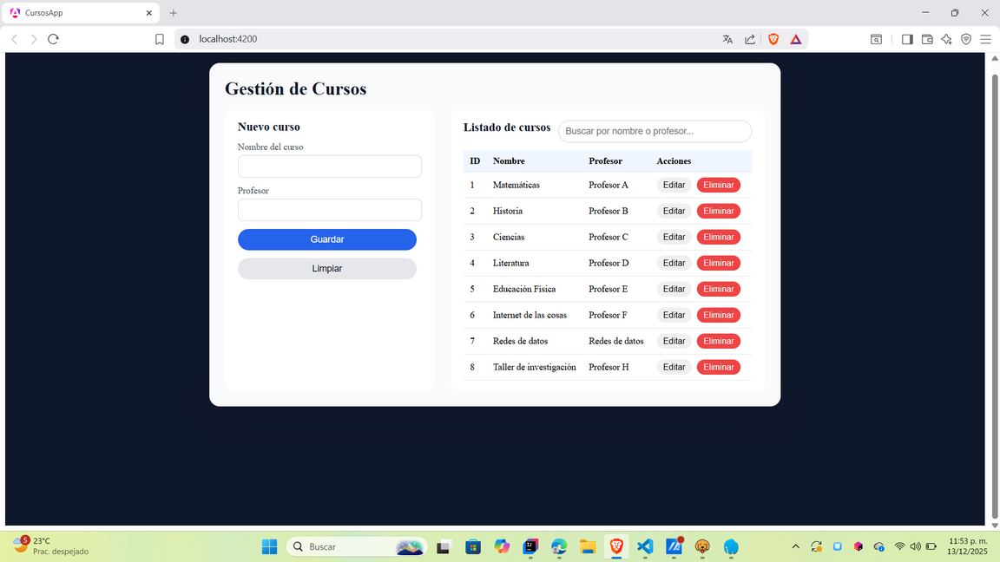 CursosApp
localhost:4200
Gestión de Cursos
Nuevo curso
Nombre del curso
Profesor
Guardar
Limpiar
Listado de cursos
Buscar por nombre o profesor...
ID Nombre Profesor Acciones
1 Matemáticas Profesor A Editar Eliminar
2 Historia Profesor B Editar Eliminar
3 Ciencias Profesor C Editar Eliminar
4 Literatura Profesor D Editar Eliminar
5 Educación Física Profesor E Editar Eliminar
6 Internet de las cosas Profesor F Editar Eliminar
7 Redes de datos Redes de datos Editar Eliminar
8 Taller de investigación Profesor H Editar Eliminar
5
23°C
Prac. despejado
Buscar
11:53 p. m.
13/12/2025